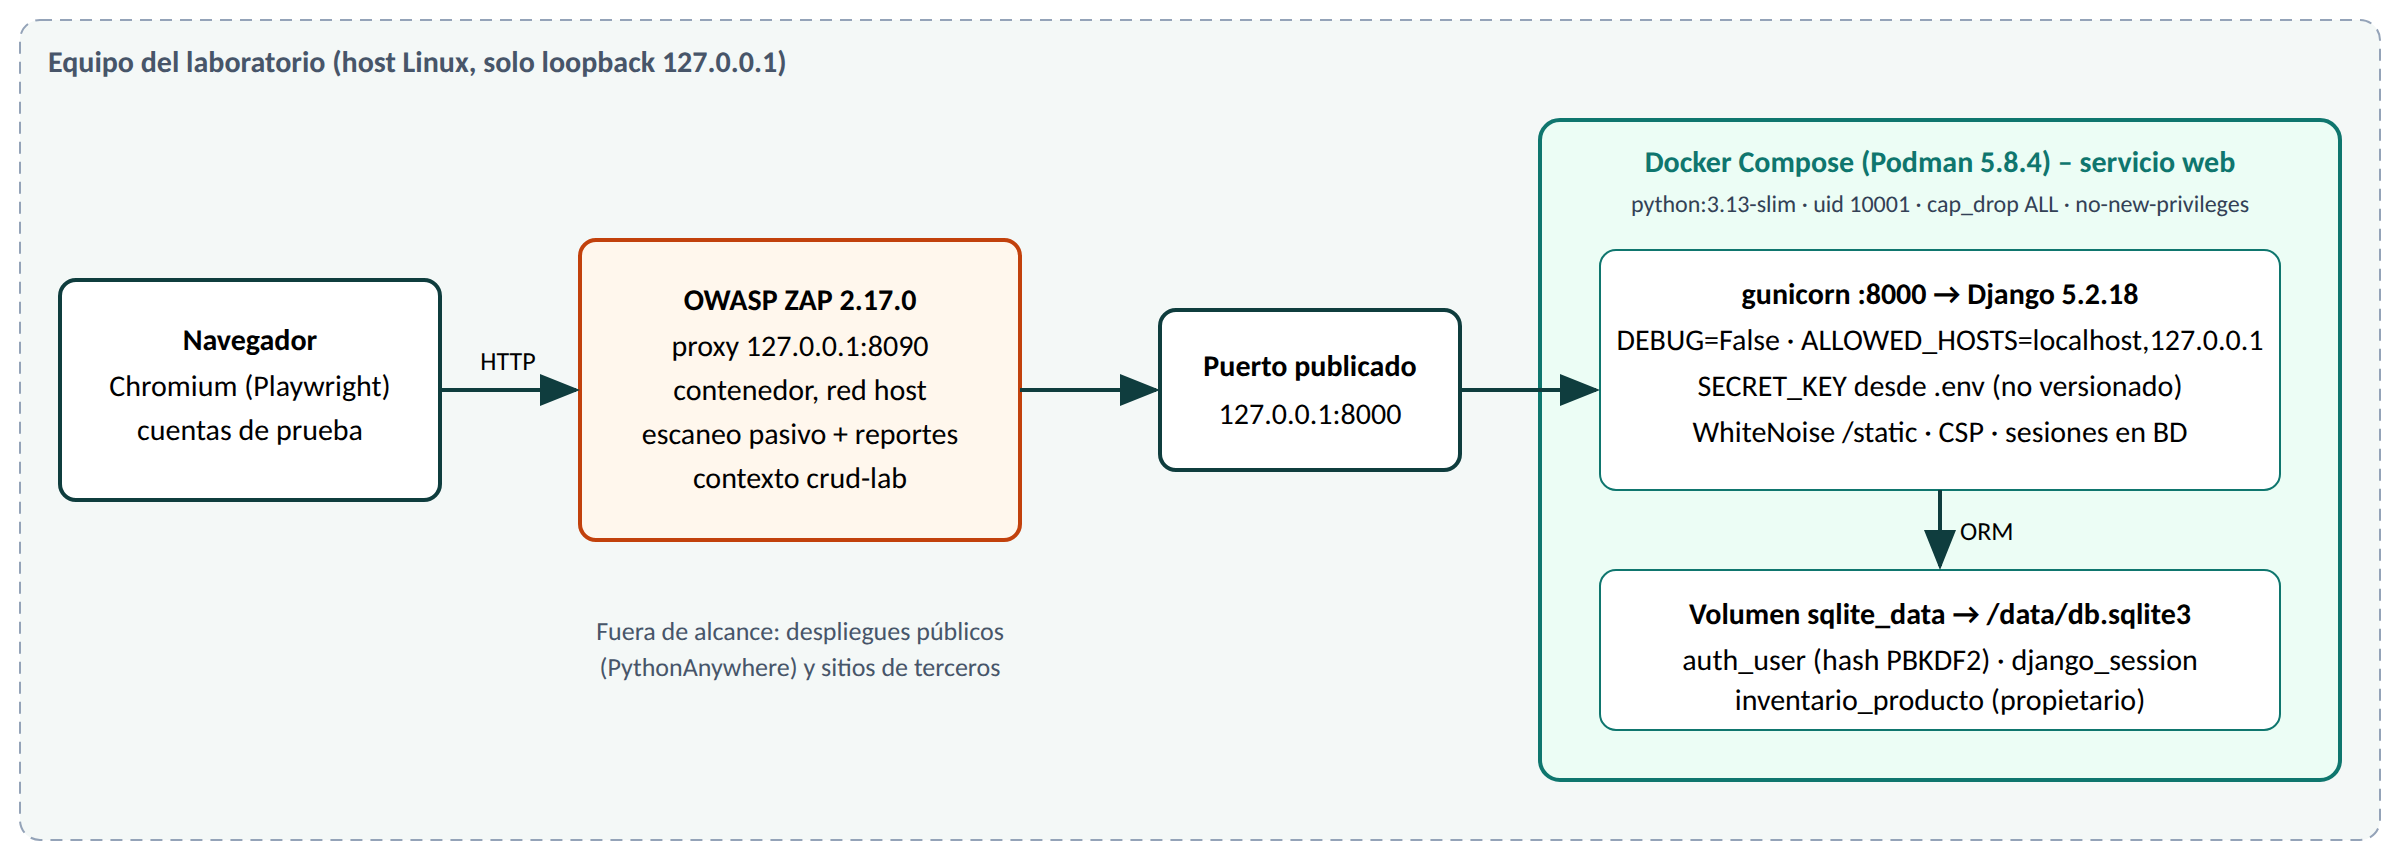 Equipo del laboratorio (host Linux, solo loopback 127.0.0.1)
Navegador
Chromium (Playwright)
cuentas de prueba
HTTP
OWASP ZAP 2.17.0
proxy 127.0.0.1:8090
contenedor, red host
escaneo pasivo + reportes
contexto crud-lab
Fuera de alcance: despliegues públicos
(PythonAnywhere) y sitios de terceros
Puerto publicado
127.0.0.1:8000
Docker Compose (Podman 5.8.4) – servicio web
python:3.13-slim · uid 10001 · cap_drop ALL · no-new-privileges
gunicorn :8000 → Django 5.2.18
DEBUG=False · ALLOWED_HOSTS=localhost,127.0.0.1
SECRET_KEY desde .env (no versionado)
WhiteNoise /static · CSP · sesiones en BD
ORM
Volumen sqlite_data → /data/db.sqlite3
auth_user (hash PBKDF2) · django_session
inventario_producto (propietario)